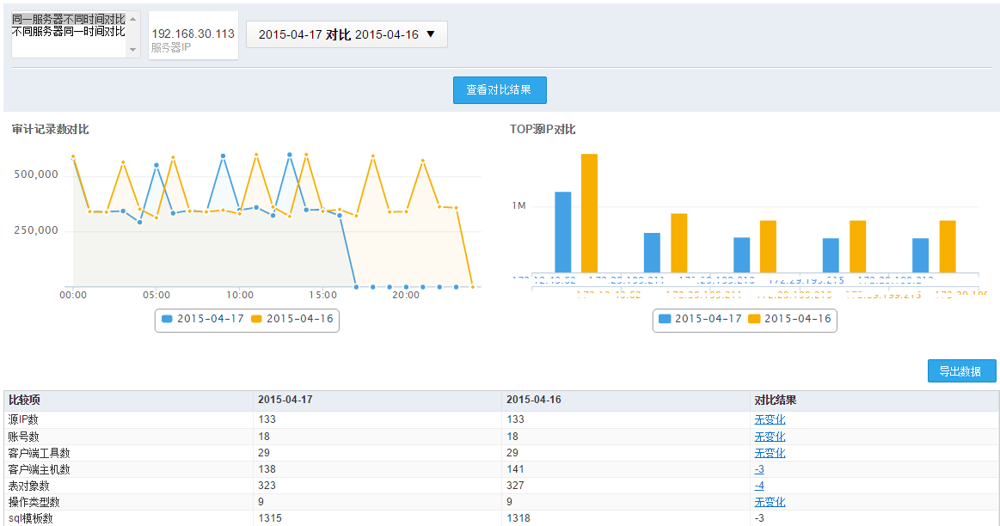 同一服务器不同时间对比
不同服务器同一时间对比
192.168.30.113
服务器IP
2015-04-17 对比 2015-04-16 ▼
查看对比结果
审计记录数对比
TOP源IP对比
500,000
250,000
00:00 05:00 10:00 15:00 20:00
2015-04-17 2015-04-16
1M
172.29.193.215
2015-04-17 2015-04-16
导出数据
比较项 2015-04-17 2015-04-16 对比结果
源IP数 133 133 无变化
账号数 18 18 无变化
客户端工具数 29 29 无变化
客户端主机数 138 141 -3
表对象数 323 327 -4
操作类型数 9 9 无变化
sql模板数 1315 1318 -3